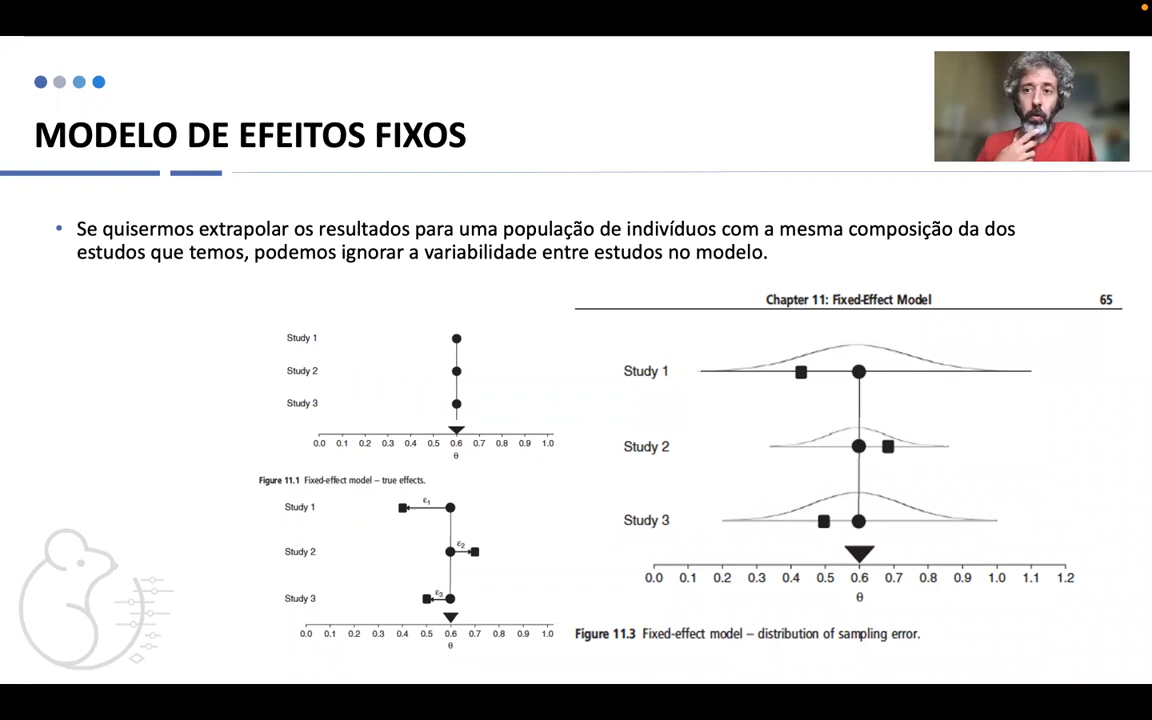 MODELO DE EFEITOS FIXOS
• Se quisermos extrapolar os resultados para uma população de indivíduos com a mesma composição da dos
estudos que temos, podemos ignorar a variabilidade entre estudos no modelo.
Study 1
Study 2
Study 3
0.0 0.1 0.2 0.3 0.4 0.5 0.6 0.7 0.8 0.9 1.0
θ
Figure 11.1 Fixed-effect model – true effects.
Study 1 ε1
Study 2 ε2
Study 3 ε3
0.0 0.1 0.2 0.3 0.4 0.5 0.6 0.7 0.8 0.9 1.0
θ
Chapter 11: Fixed-Effect Model 65
Study 1
Study 2
Study 3
0.0 0.1 0.2 0.3 0.4 0.5 0.6 0.7 0.8 0.9 1.0 1.1 1.2
θ
Figure 11.3 Fixed-effect model – distribution of sampling error.